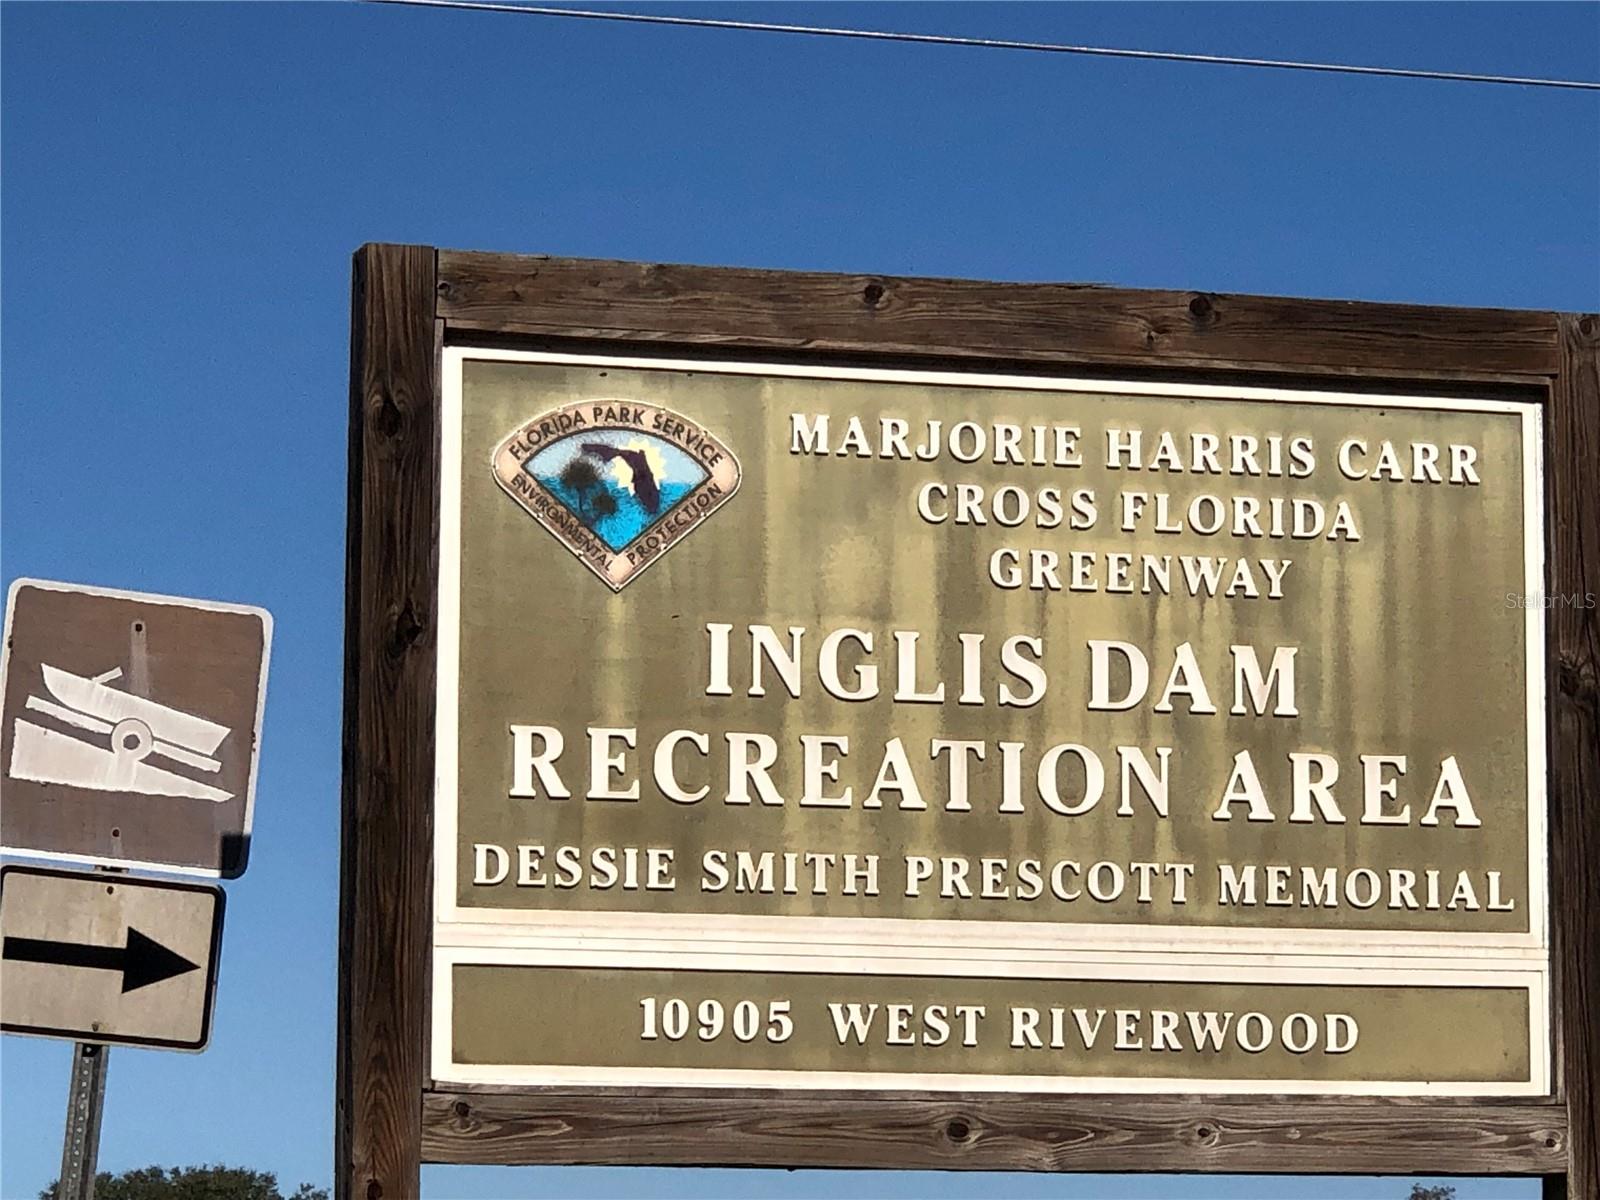 FLORIDA PARK SERVICE
ENVIRONMENTAL PROTECTION
MARJORIE HARRIS CARR
CROSS FLORIDA
GREENWAY
INGLIS DAM
RECREATION AREA
DESSIE SMITH PRESCOTT MEMORIAL
10905 WEST RIVERWOOD
StellarMLS